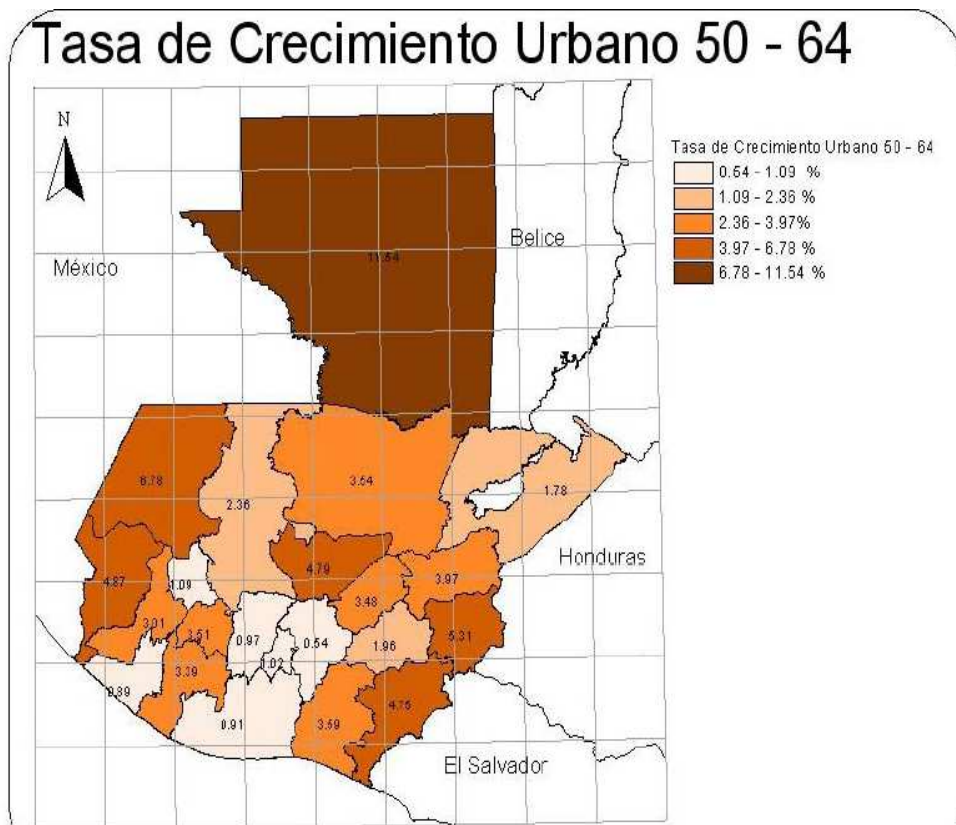 Tasa de Crecimiento Urbano 50 - 64
N
Tasa de Crecimiento Urbano 50 - 64
0.54 - 1.09 %
1.09 - 2.36 %
2.36 - 3.97%
3.97 - 6.78 %
6.78 - 11.54 %
Belice
México
11.54
6.78
2.36
3.54
1.78
Honduras
4.87
1.09
4.79
3.97
3.01
3.51
0.97
0.54
3.48
5.31
1.02
1.96
3.39
0.89
0.91
3.59
4.75
El Salvador